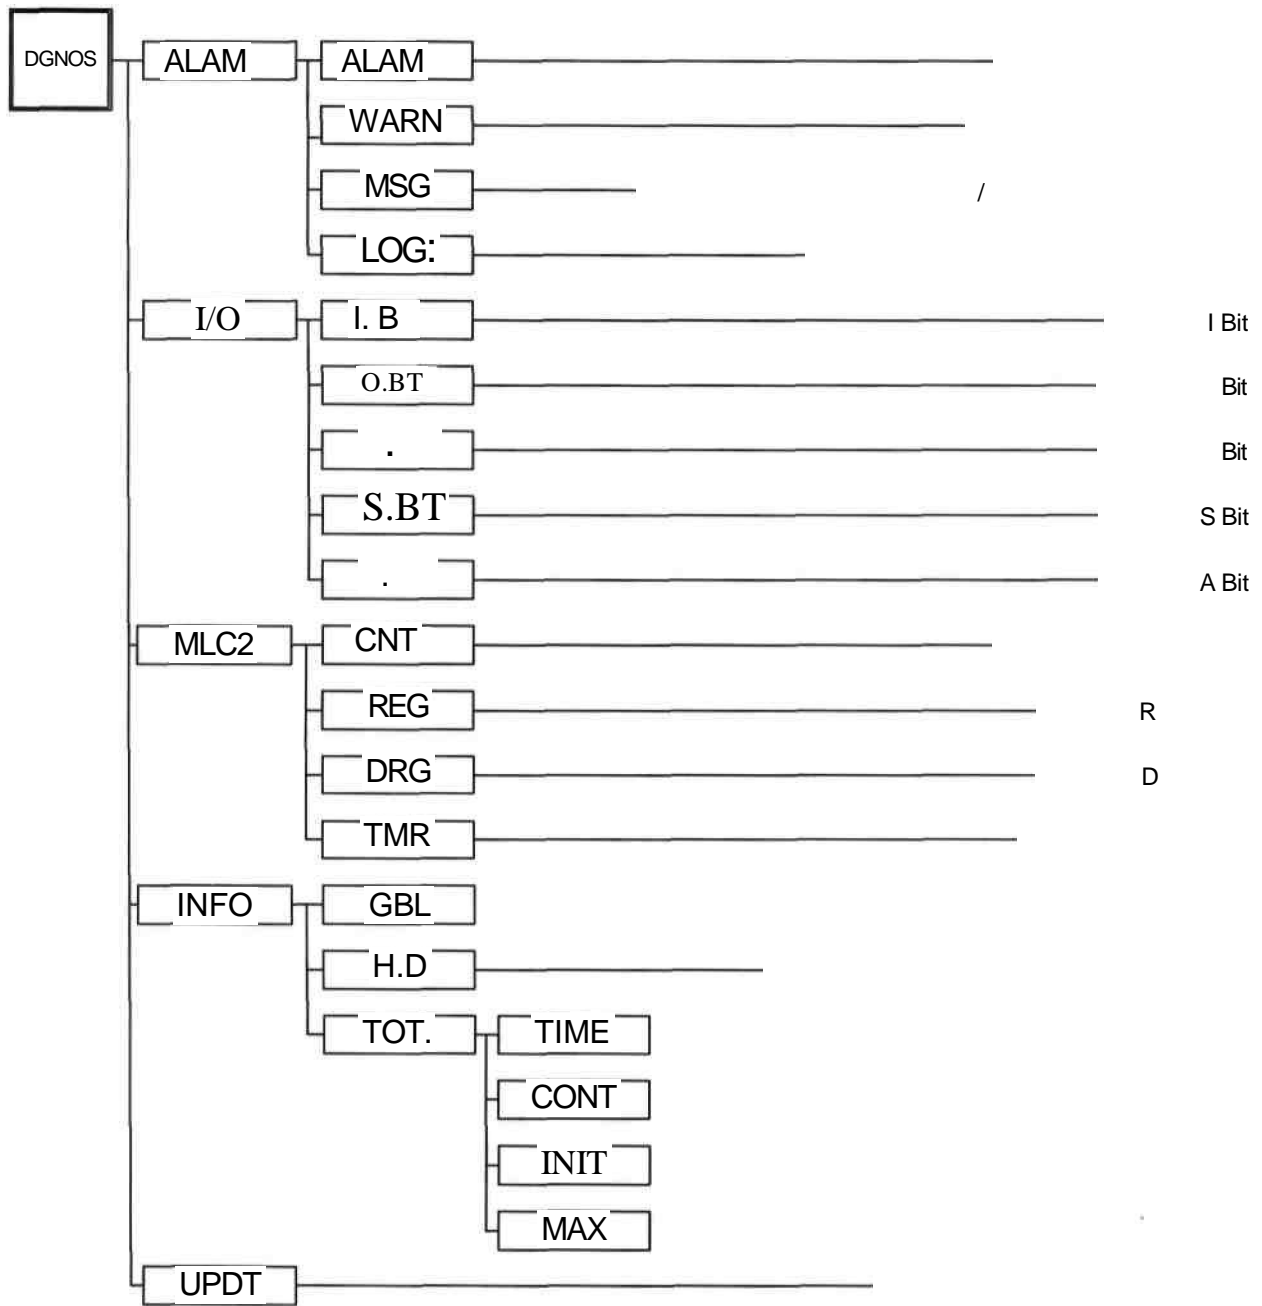 DGNOS
ALAM
ALAM
WARN
MSG
/
LOG:
I/O
I. B
I Bit
O.BT
Bit
.
Bit
S.BT
S Bit
.
A Bit
MLC2
CNT
REG
R
DRG
D
TMR
INFO
GBL
H.D
TOT.
TIME
CONT
INIT
MAX
UPDT